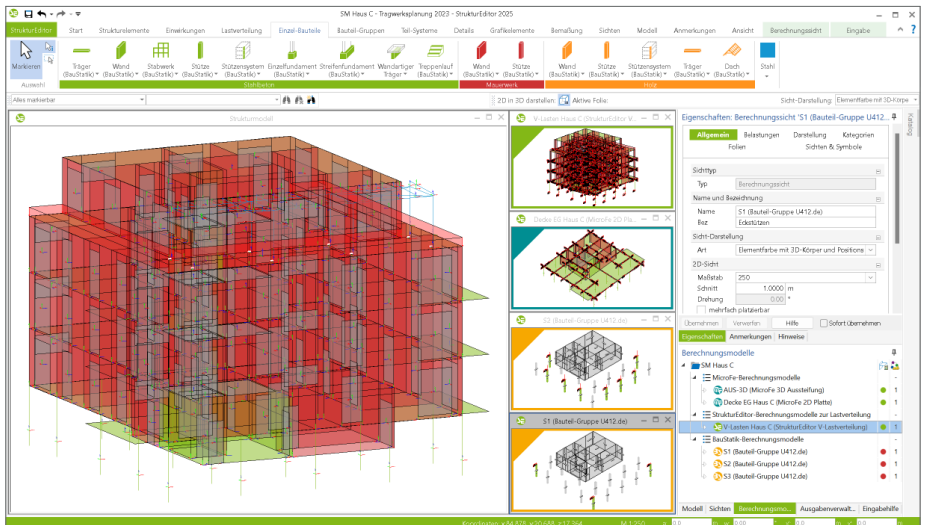 SM Haus C - Tragwerksplanung 2023 - StrukturEditor 2025
StrukturEditor Start Strukturelemente Einwirkungen Lastverteilung Einzel-Bauteile Bauteil-Gruppen Teil-Systeme Details Grafikelemente Bemaßung Sichten Modell Anmerkungen Ansicht Berechnungssicht Eingabe
Markieren Träger Wand Stabwerk Stütze Stützensystem Einzelfundament Streifenfundament Wandartiger Treppenlauf Wand Stütze Wand Stütze Stützensystem Träger Dach Stahl
(BauStatik) (BauStatik) (BauStatik) (BauStatik) (BauStatik) (BauStatik) (BauStatik) Träger (BauStatik) (BauStatik) (BauStatik) (BauStatik) (BauStatik) (BauStatik) (BauStatik) (BauStatik)
Auswahl Stahlbeton Mauerwerk Holz
Alles markierbar 2D in 3D darstellen: Aktive Folie: Sicht-Darstellung: Elementfarbe mit 3D-Körpe
Strukturmodell
V-Lasten Haus C (StrukturEditor V...
Decke EG Haus C (MicroFe 2D Pla...
S2 (Bauteil-Gruppe U412.de)
S1 (Bauteil-Gruppe U412.de)
Eigenschaften: Berechnungssicht 'S1 (Bauteil-Gruppe U412...
Katalog
Allgemein Belastungen Darstellung Kategorien
Folien Sichten & Symbole
Sichttyp
Typ Berechnungssicht
Name und Bezeichnung
Name S1 (Bauteil-Gruppe U412.de)
Bez Eckstützen
Sicht-Darstellung
Art Elementfarbe mit 3D-Körper und Positions
2D-Sicht
Maßstab 250
Schnitt 1.0000 m
Drehung 0.00 °
mehrfach platzierbar
Übernehmen Verwerfen Hilfe Sofort übernehmen
Eigenschaften Anmerkungen Hinweise
Berechnungsmodelle
SM Haus C
MicroFe-Berechnungsmodelle
AUS-3D (MicroFe 3D Aussteifung) 1
Decke EG Haus C (MicroFe 2D Platte) 1
StrukturEditor-Berechnungsmodelle zur Lastverteilung -
V-Lasten Haus C (StrukturEditor V-Lastverteilung) 1
BauStatik-Berechnungsmodelle -
S1 (Bauteil-Gruppe U412.de) 1
S2 (Bauteil-Gruppe U412.de) 1
S3 (Bauteil-Gruppe U412.de) 1
Modell Sichten Berechnungsmo... Ausgabenverwalt... Eingabehilfe
M 1:250